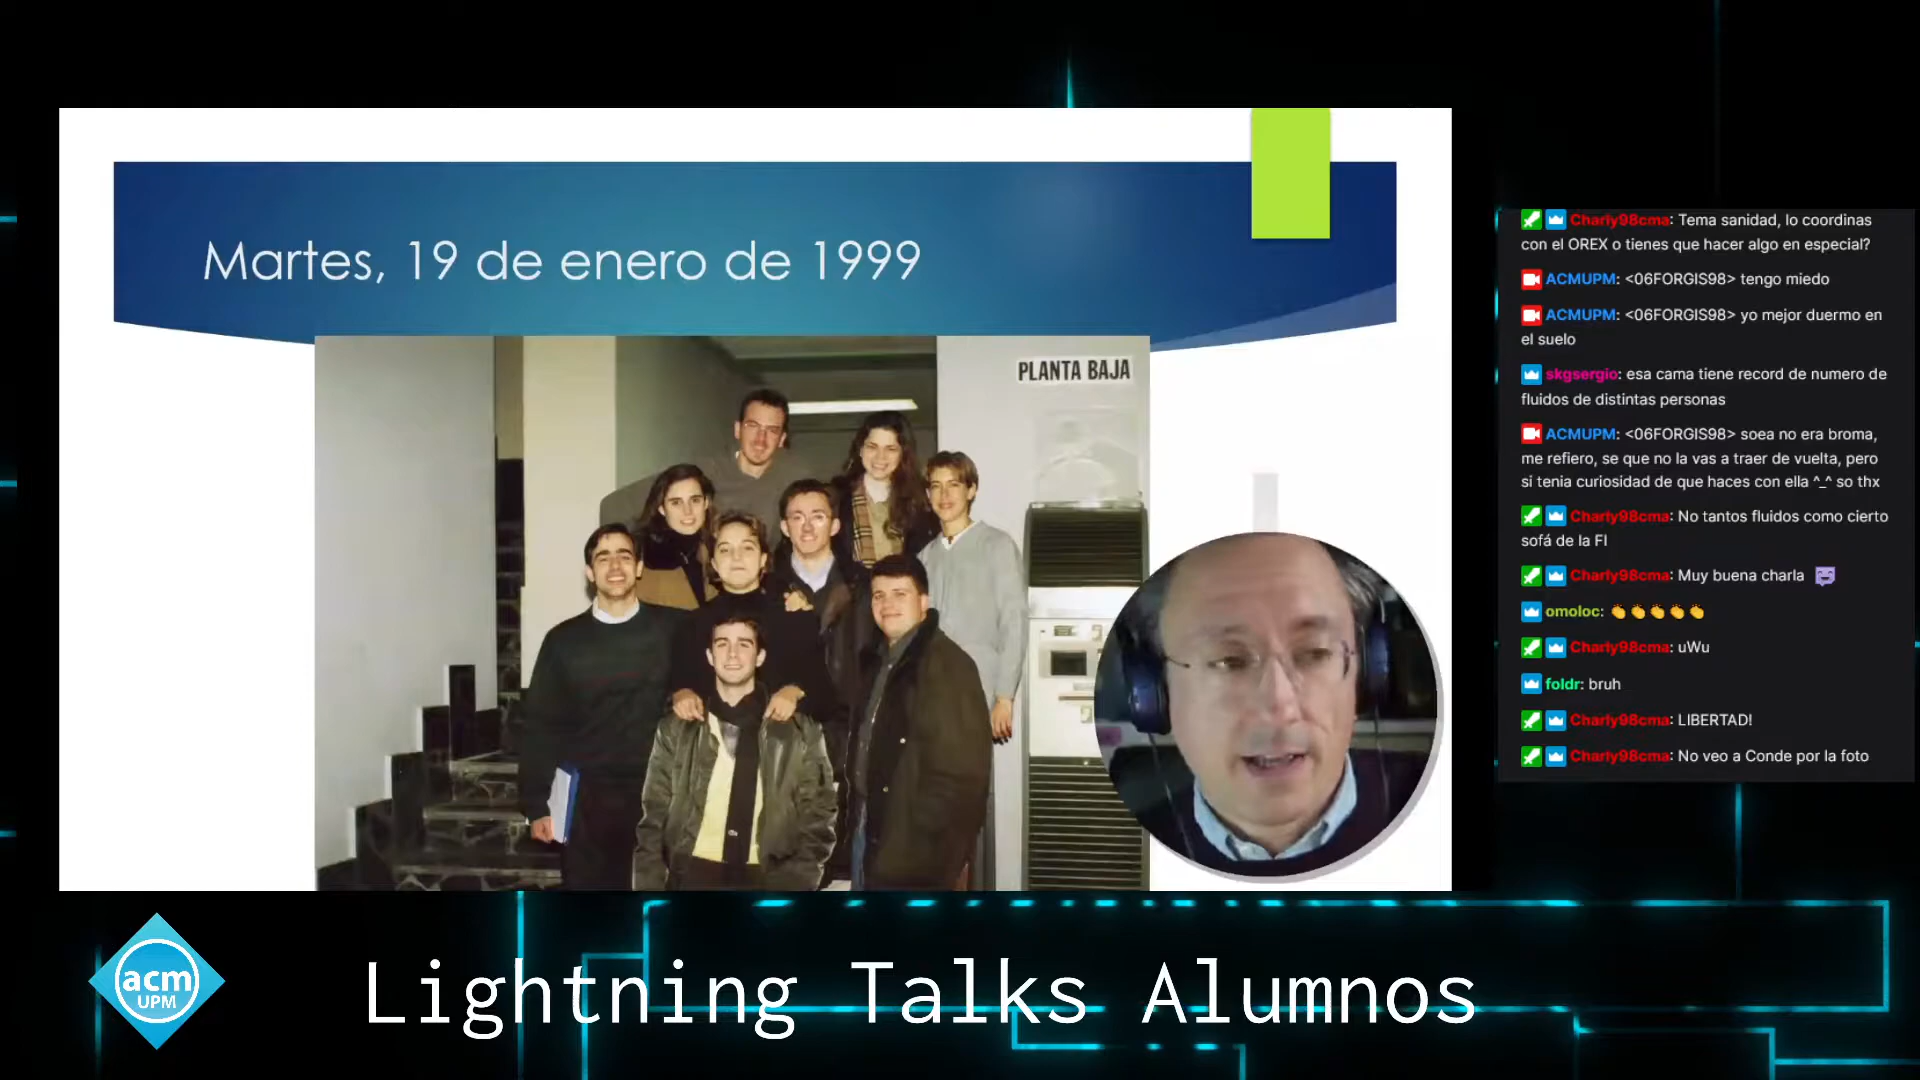 Martes, 19 de enero de 1999
PLANTA BAJA
Charly98cma: Tema sanidad, lo coordinas
con el OREX o tienes que hacer algo en especial?
ACMUPM: <06FORGIS98> tengo miedo
ACMUPM: <06FORGIS98> yo mejor duermo en
el suelo
skgsergio: esa cama tiene record de numero de
fluidos de distintas personas
ACMUPM: <06FORGIS98> soea no era broma,
me refiero, se que no la vas a traer de vuelta, pero
si tenia curiosidad de que haces con ella ^_^ so thx
Charly98cma: No tantos fluidos como cierto
sofá de la FI
Charly98cma: Muy buena charla
omoloc: 👏👏👏👏👏
Charly98cma: uWu
foldr: bruh
Charly98cma: LIBERTAD!
Charly98cma: No veo a Conde por la foto
acm
UPM
Lightning Talks Alumnos